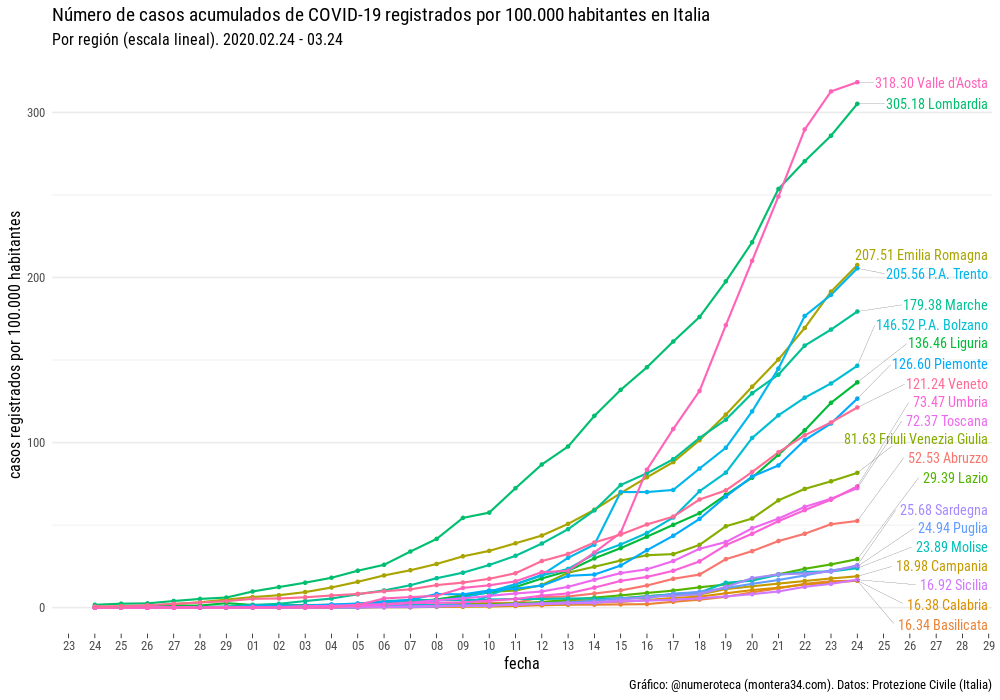 Número de casos acumulados de COVID-19 registrados por 100.000 habitantes en Italia
Por región (escala lineal). 2020.02.24 - 03.24
casos registrados por 100.000 habitantes
300
200
100
0
318.30 Valle d'Aosta
305.18 Lombardia
207.51 Emilia Romagna
205.56 P.A. Trento
179.38 Marche
146.52 P.A. Bolzano
136.46 Liguria
126.60 Piemonte
121.24 Veneto
73.47 Umbria
72.37 Toscana
81.63 Friuli Venezia Giulia
52.53 Abruzzo
29.39 Lazio
25.68 Sardegna
24.94 Puglia
23.89 Molise
18.98 Campania
16.92 Sicilia
16.38 Calabria
16.34 Basilicata
23 24 26 27 28 29 01 02 03 04 05 06 07 08 09 10 11 12 13 14 15 16 17 18 19 20 21 22 23 24 25 26 27 28 29
fecha
Gráfico: @numeroteca (montera34.com). Datos: Protezione Civile (Italia)